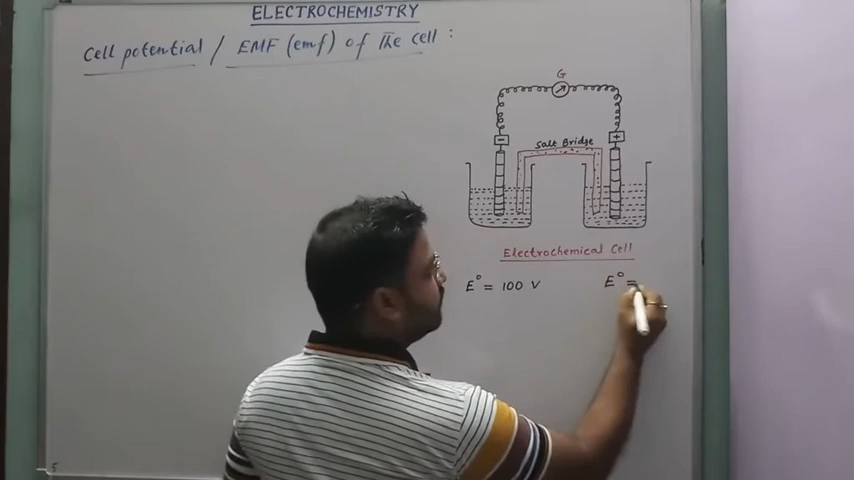 ELECTROCHEMISTRY
Cell potential / EMF (emf) of The Cell :
G
- +
Salt Bridge
Electrochemical Cell
E° = 100 V E° =